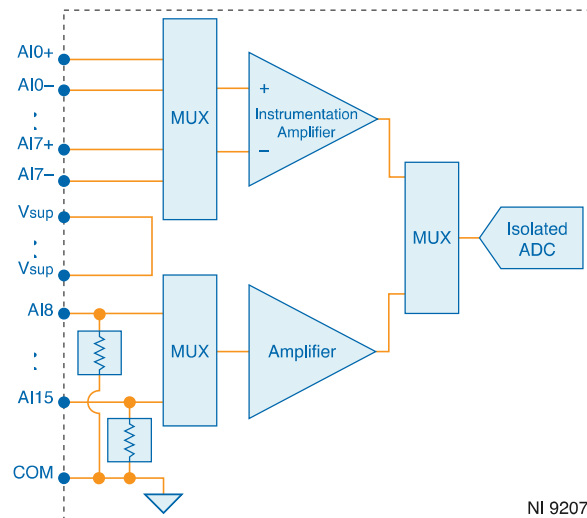 AI0+
AI0−
AI7+
AI7−
Vsup
Vsup
AI8
AI15
COM
MUX
+
Instrumentation
Amplifier
−
MUX
Amplifier
MUX
Isolated
ADC
NI 9207